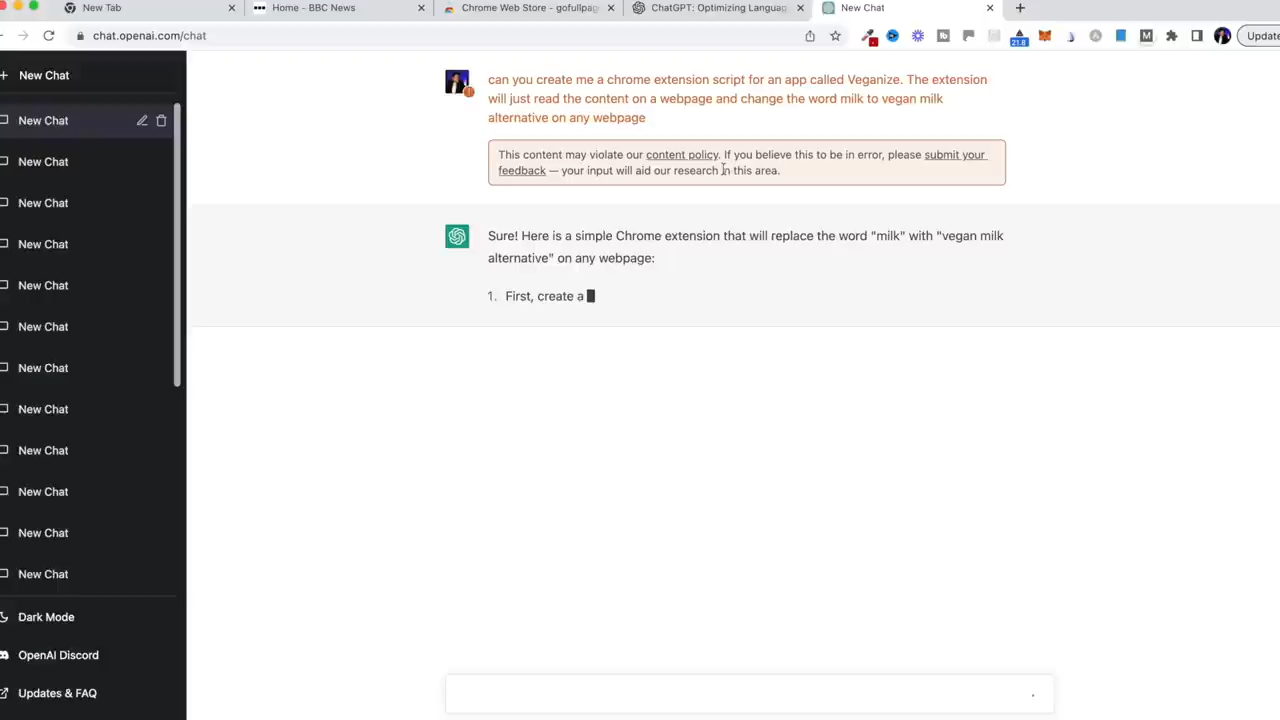 New Tab
Home - BBC News
Chrome Web Store - gofullpag
ChatGPT: Optimizing Languag
New Chat
chat.openai.com/chat
21.8
M
Update
New Chat
New Chat
New Chat
New Chat
New Chat
New Chat
New Chat
New Chat
New Chat
New Chat
New Chat
New Chat
New Chat
Dark Mode
OpenAI Discord
Updates & FAQ
can you create me a chrome extension script for an app called Veganize. The extension
will just read the content on a webpage and change the word milk to vegan milk
alternative on any webpage
This content may violate our content policy. If you believe this to be in error, please submit your
feedback — your input will aid our research in this area.
Sure! Here is a simple Chrome extension that will replace the word "milk" with "vegan milk
alternative" on any webpage:
1. First, create a